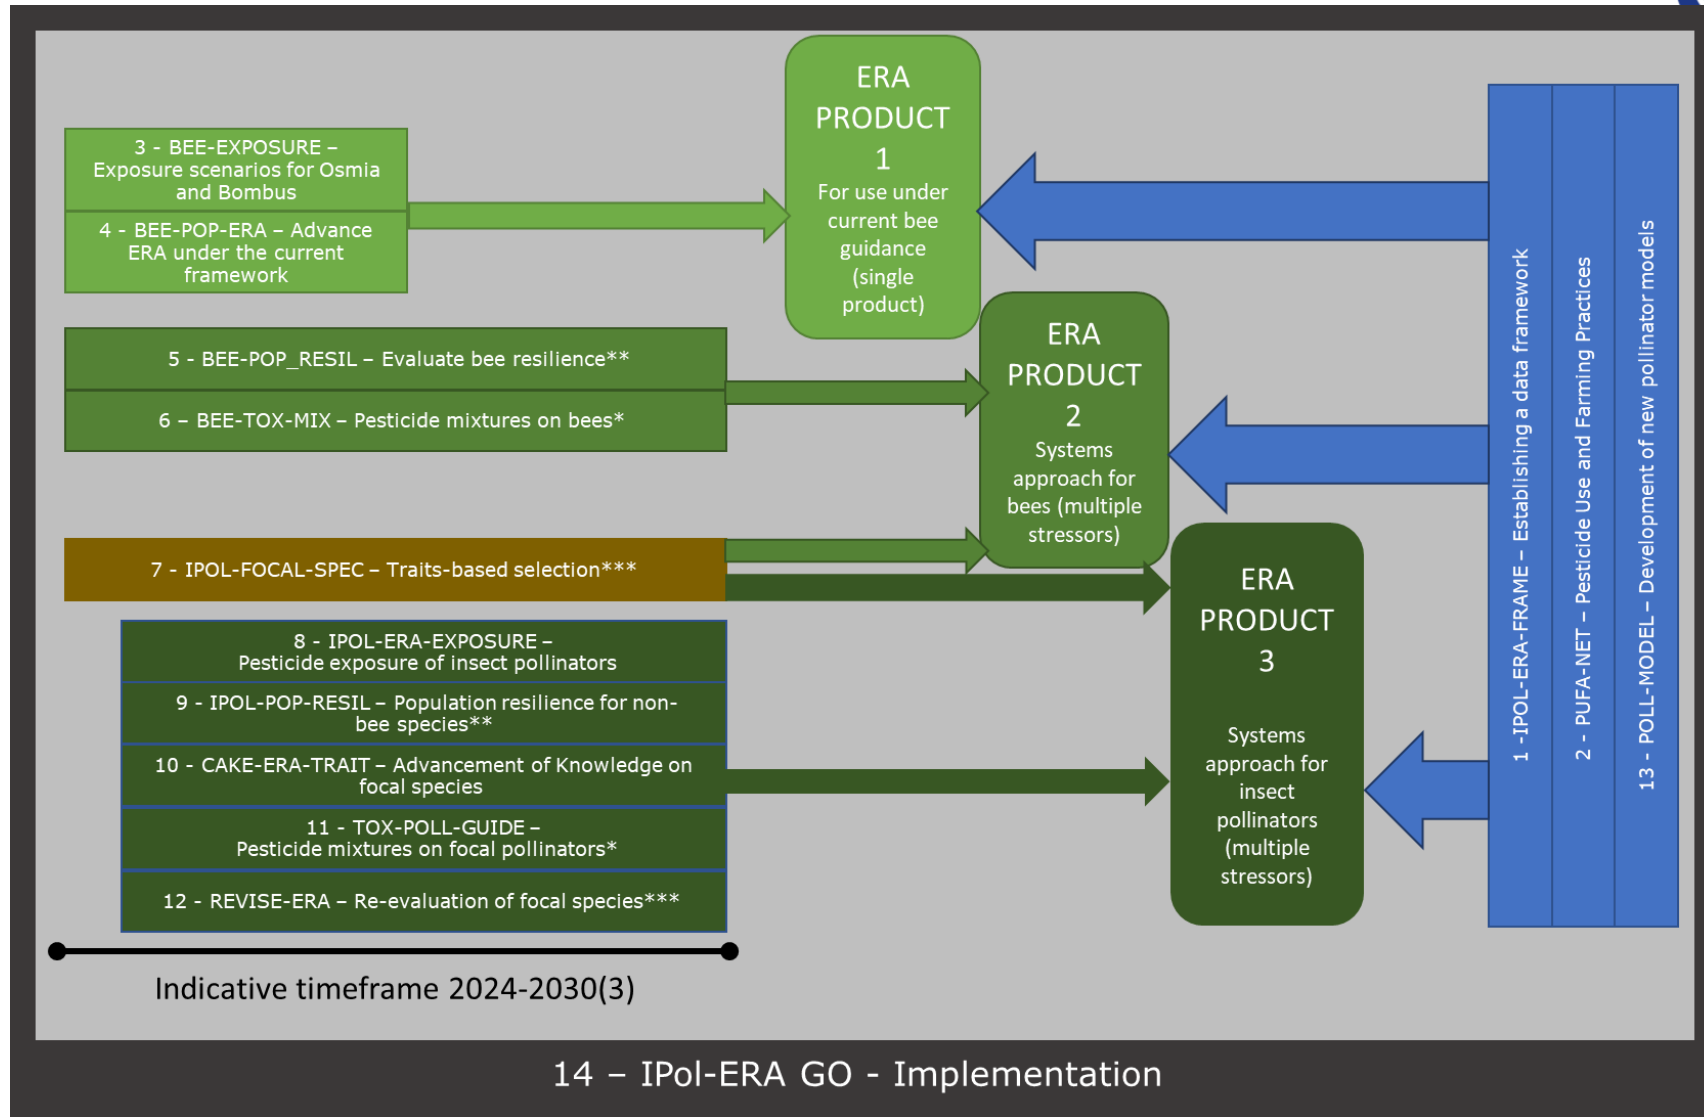 3 - BEE-EXPOSURE –
Exposure scenarios for Osmia
and Bombus
4 - BEE-POP-ERA – Advance
ERA under the current
framework
5 - BEE-POP_RESIL – Evaluate bee resilience**
6 – BEE-TOX-MIX – Pesticide mixtures on bees*
7 - IPOL-FOCAL-SPEC – Traits-based selection***
8 - IPOL-ERA-EXPOSURE –
Pesticide exposure of insect pollinators
9 - IPOL-POP-RESIL – Population resilience for non-
bee species**
10 - CAKE-ERA-TRAIT – Advancement of Knowledge on
focal species
11 - TOX-POLL-GUIDE –
Pesticide mixtures on focal pollinators*
12 - REVISE-ERA – Re-evaluation of focal species***
Indicative timeframe 2024-2030(3)
ERA
PRODUCT
1
For use under
current bee
guidance
(single
product)
ERA
PRODUCT
2
Systems
approach for
bees (multiple
stressors)
ERA
PRODUCT
3
Systems
approach for
insect
pollinators
(multiple
stressors)
1 -IPOL-ERA-FRAME – Establishing a data framework
2 - PUFA-NET – Pesticide Use and Farming Practices
13 - POLL-MODEL – Development of new pollinator models
14 – IPol-ERA GO - Implementation